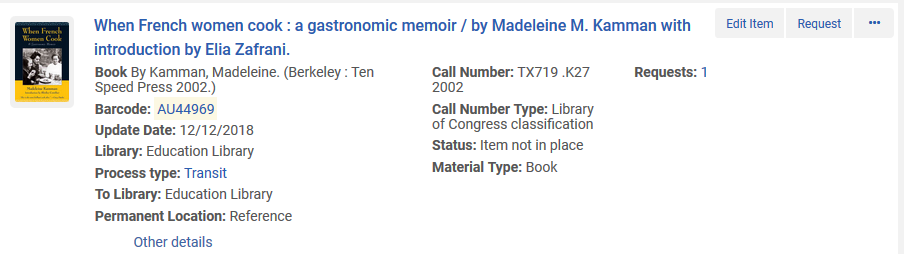 When French women cook : a gastronomic memoir / by Madeleine M. Kamman with
introduction by Elia Zafrani.
Edit Item
Request
•••
When French
Women Cook
Book By Kamman, Madeleine. (Berkeley : Ten
Speed Press 2002.)
Barcode: AU44969
Update Date: 12/12/2018
Library: Education Library
Process type: Transit
To Library: Education Library
Permanent Location: Reference
Other details
Call Number: TX719 .K27
2002
Call Number Type: Library
of Congress classification
Status: Item not in place
Material Type: Book
Requests: 1